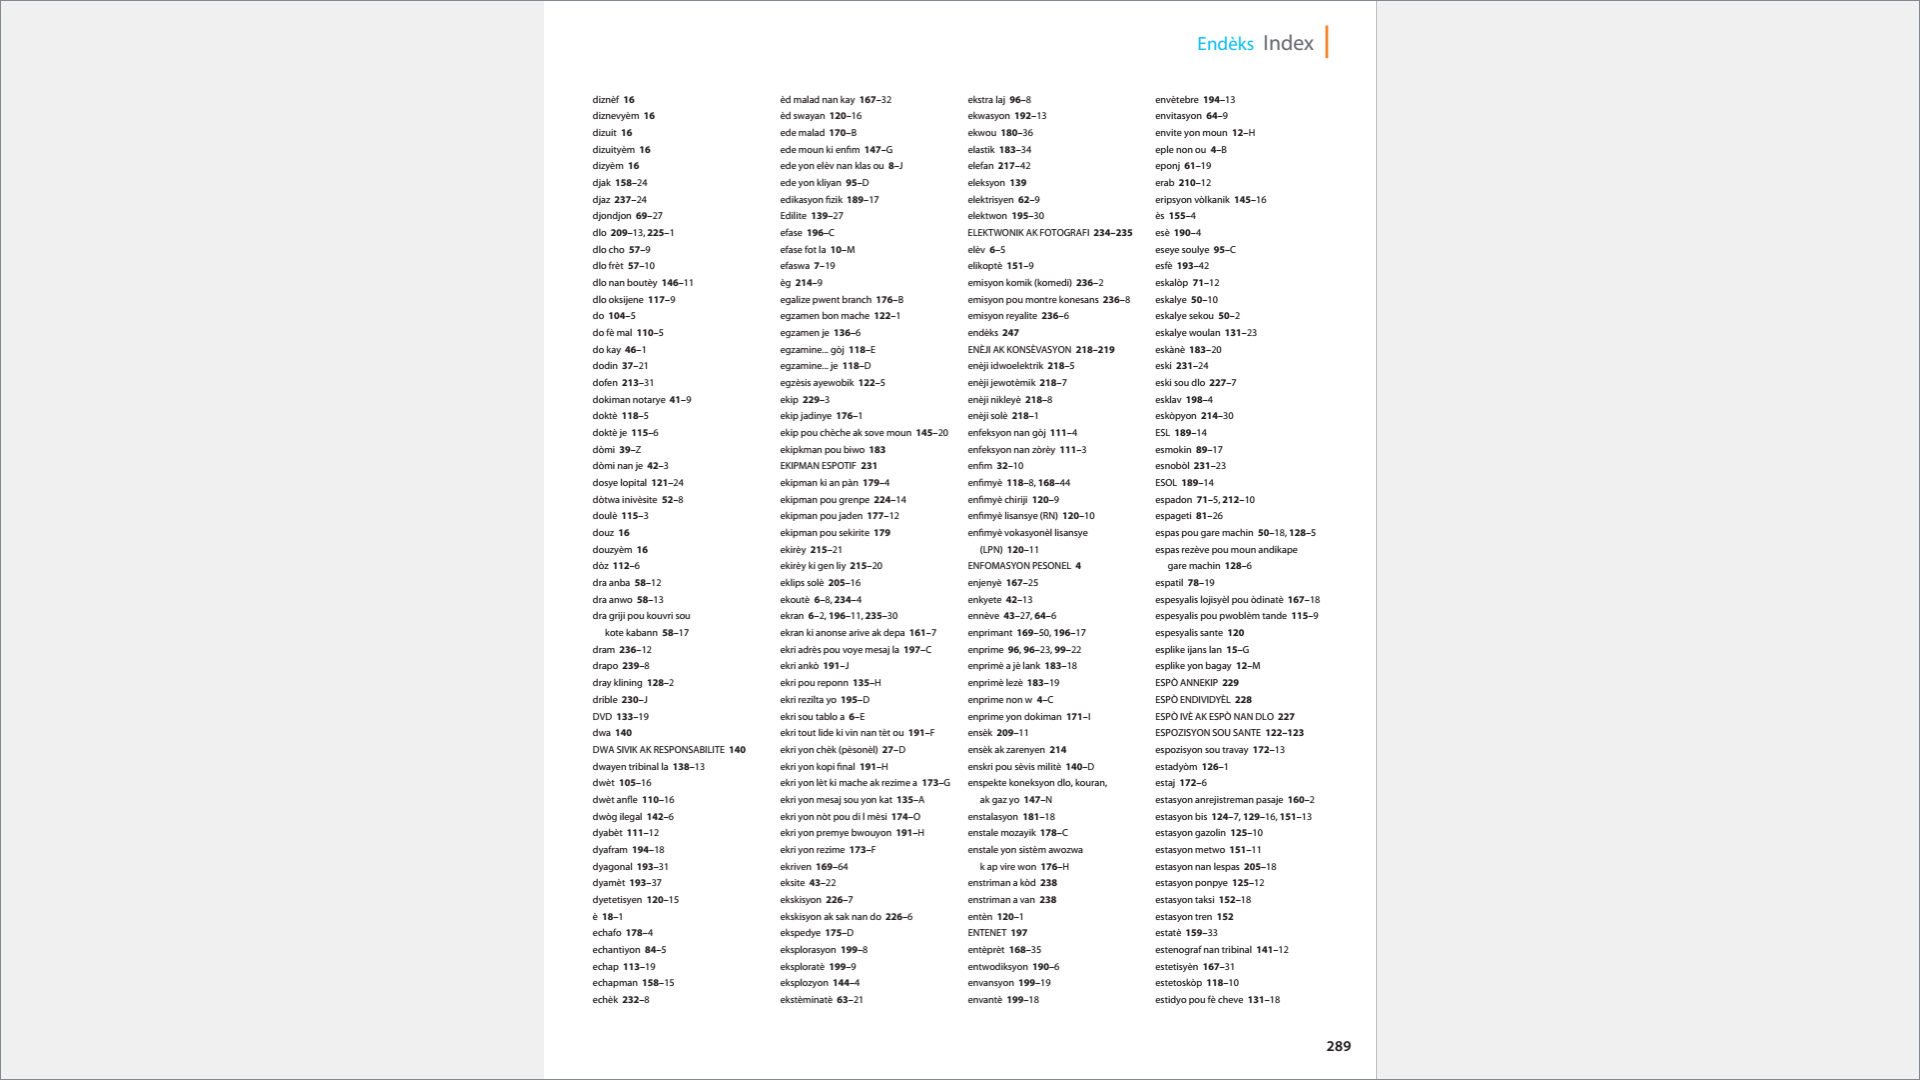 Endèks Index
diznèf 16
diznevyèm 16
dizuit 16
dizuityèm 16
dizyèm 16
djak 158–24
djaz 237–24
djondjon 69–27
dlo 209–13, 225–1
dlo cho 57–9
dlo frèt 57–10
dlo nan boutèy 146–11
dlo oksijene 117–9
do 104–5
do fè mal 110–5
do kay 46–1
dodin 37–21
dofen 213–31
dokiman notarye 41–9
doktè 118–5
doktè je 115–6
dòmi 39–Z
dòmi nan je 42–3
dosye lopital 121–24
dòtwa inivèsite 52–8
doulè 115–3
douz 16
douzyèm 16
dòz 112–6
dra anba 58–12
dra anwo 58–13
dra griji pou kouvri sou
kote kabann 58–17
dram 236–12
drapo 239–8
dray klining 128–2
drible 230–J
DVD 133–19
dwa 140
DWA SIVIK AK RESPONSABILITE 140
dwayen tribinal la 138–13
dwèt 105–16
dwèt anfle 110–16
dwòg ilegal 142–6
dyabèt 111–12
dyafram 194–18
dyagonal 193–31
dyamèt 193–37
dyetetisyen 120–15
è 18–1
echafo 178–4
echantiyon 84–5
echap 113–19
echapman 158–15
echèk 232–8
èd malad nan kay 167–32
èd swayan 120–16
ede malad 170–B
ede moun ki enfim 147–G
ede yon elèv nan klas ou 8–J
ede yon kliyan 95–D
edikasyon fizik 189–17
Edilite 139–27
efase 196–C
efase fot la 10–M
efaswa 7–19
èg 214–9
egalize pwent branch 176–B
egzamen bon mache 122–1
egzamen je 136–6
egzamine... gòj 118–E
egzamine... je 118–D
egzèsis ayewobik 122–5
ekip 229–3
ekip jadinye 176–1
ekip pou chèche ak sove moun 145–20
ekipkman pou biwo 183
EKIPMAN ESPOTIF 231
ekipman ki an pàn 179–4
ekipman pou grenpe 224–14
ekipman pou jaden 177–12
ekipman pou sekirite 179
ekirèy 215–21
ekirèy ki gen liy 215–20
eklips solè 205–16
ekoutè 6–8, 234–4
ekran 6–2, 196–11, 235–30
ekran ki anonse arive ak depa 161–7
ekri adrès pou voye mesaj la 197–C
ekri ankò 191–J
ekri pou reponn 135–H
ekri rezilta yo 195–D
ekri sou tablo a 6–E
ekri tout lide ki vin nan tèt ou 191–F
ekri yon chèk (pèsonèl) 27–D
ekri yon kopi final 191–H
ekri yon lèt ki mache ak rezime a 173–G
ekri yon mesaj sou yon kat 135–A
ekri yon nòt pou di l mèsi 174–O
ekri yon premye bwouyon 191–H
ekri yon rezime 173–F
ekriven 169–64
eksite 43–22
ekskisyon 226–7
ekskisyon ak sak nan do 226–6
ekspedye 175–D
eksplorasyon 199–8
eksploratè 199–9
eksplozyon 144–4
ekstèminatè 63–21
ekstra laj 96–8
ekwasyon 192–13
ekwou 180–36
elastik 183–34
elefan 217–42
eleksyon 139
elektrisyen 62–9
elektwon 195–30
ELEKTWONIK AK FOTOGRAFI 234–235
elèv 6–5
elikoptè 151–9
emisyon komik (komedi) 236–2
emisyon pou montre konesans 236–8
emisyon reyalite 236–6
endèks 247
ENÈJI AK KONSÈVASYON 218–219
enèji idwoelektrik 218–5
enèji jewotèmik 218–7
enèji nikleyè 218–8
enèji solè 218–1
enfeksyon nan gòj 111–4
enfeksyon nan zòrèy 111–3
enfim 32–10
enfimyè 118–8, 168–44
enfimyè chiriji 120–9
enfimyè lisansye (RN) 120–10
enfimyè vokasyonèl lisansye
(LPN) 120–11
ENFOMASYON PESONEL 4
enjenyè 167–25
enkyete 42–13
ennève 43–27, 64–6
enprimant 169–50, 196–17
enprime 96, 96–23, 99–22
enprimè a jè lank 183–18
enprimè lezè 183–19
enprime non w 4–C
enprime yon dokiman 171–I
ensèk 209–11
ensèk ak zarenyen 214
enskri pou sèvis militè 140–D
enspekte koneksyon dlo, kouran,
ak gaz yo 147–N
enstalasyon 181–18
enstale mozayik 178–C
enstale yon sistèm awozwa
k ap vire won 176–H
enstriman a kòd 238
enstriman a van 238
entèn 120–1
ENTENET 197
entèprèt 168–35
entwodiksyon 190–6
envansyon 199–19
envantè 199–18
envètebre 194–13
envitasyon 64–9
envite yon moun 12–H
eple non ou 4–B
eponj 61–19
erab 210–12
eripsyon vòlkanik 145–16
ès 155–4
esè 190–4
eseye soulye 95–C
esfè 193–42
eskalòp 71–12
eskalye 50–10
eskalye sekou 50–2
eskalye woulan 131–23
eskànè 183–20
eski 231–24
eski sou dlo 227–7
esklav 198–4
eskòpyon 214–30
ESL 189–14
esmokin 89–17
esnobòl 231–23
ESOL 189–14
espadon 71–5, 212–10
espageti 81–26
espas pou gare machin 50–18, 128–5
espas rezève pou moun andikape
gare machin 128–6
espatil 78–19
espesyalis lojisyèl pou òdinatè 167–18
espesyalis pou pwoblèm tande 115–9
espesyalis sante 120
esplike ijans lan 15–G
esplike yon bagay 12–M
ESPÒ ANNEKIP 229
ESPÒ ENDIVIDYÈL 228
ESPÒ IVÈ AK ESPÒ NAN DLO 227
ESPOZISYON SOU SANTE 122–123
espozisyon sou travay 172–13
estadyòm 126–1
estaj 172–6
estasyon anrejistreman pasaje 160–2
estasyon bis 124–7, 129–16, 151–13
estasyon gazolin 125–10
estasyon metwo 151–11
estasyon nan lespas 205–18
estasyon ponpye 125–12
estasyon taksi 152–18
estasyon tren 152
estatè 159–33
estenograf nan tribinal 141–12
estetisyèn 167–31
estetoskòp 118–10
estidyo pou fè cheve 131–18
289